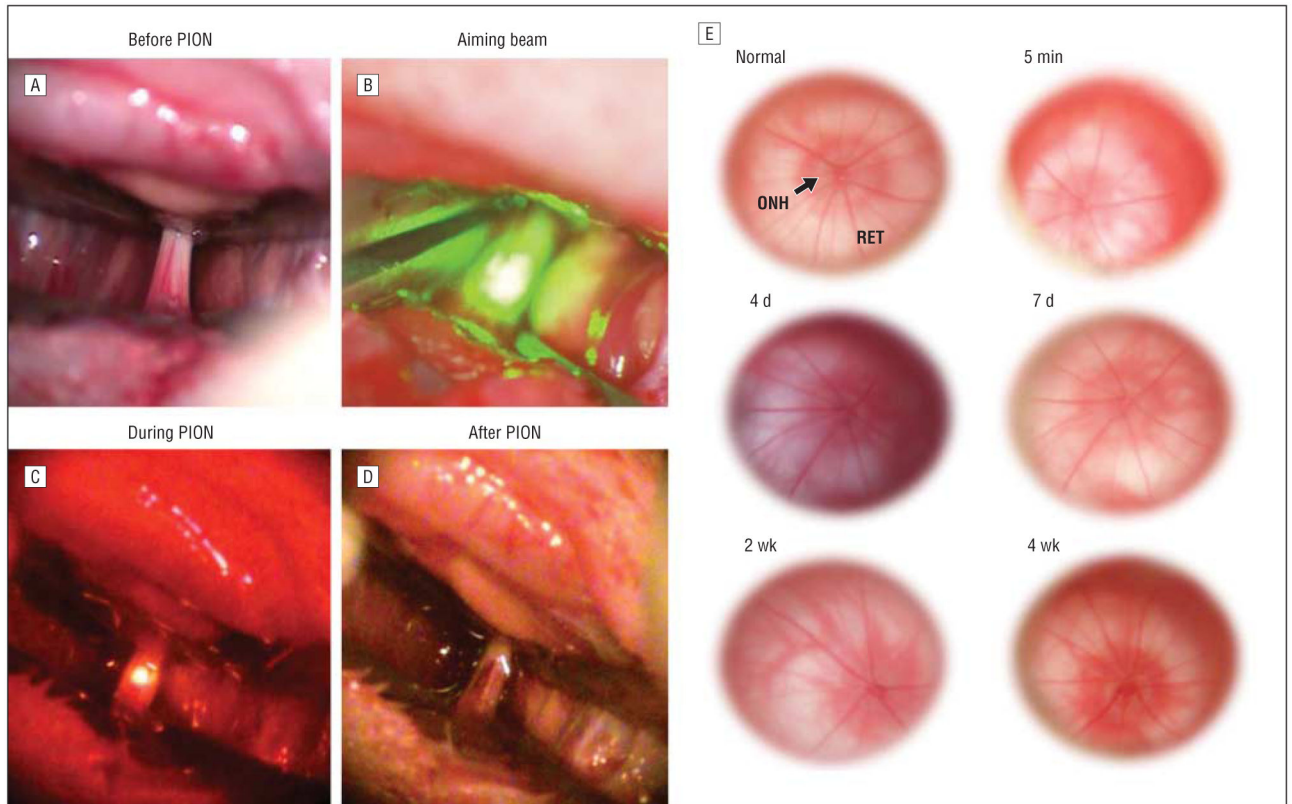 Before PION
Aiming beam
A
B
During PION
After PION
C
D
E
Normal
5 min
ONH
RET
4 d
7 d
2 wk
4 wk